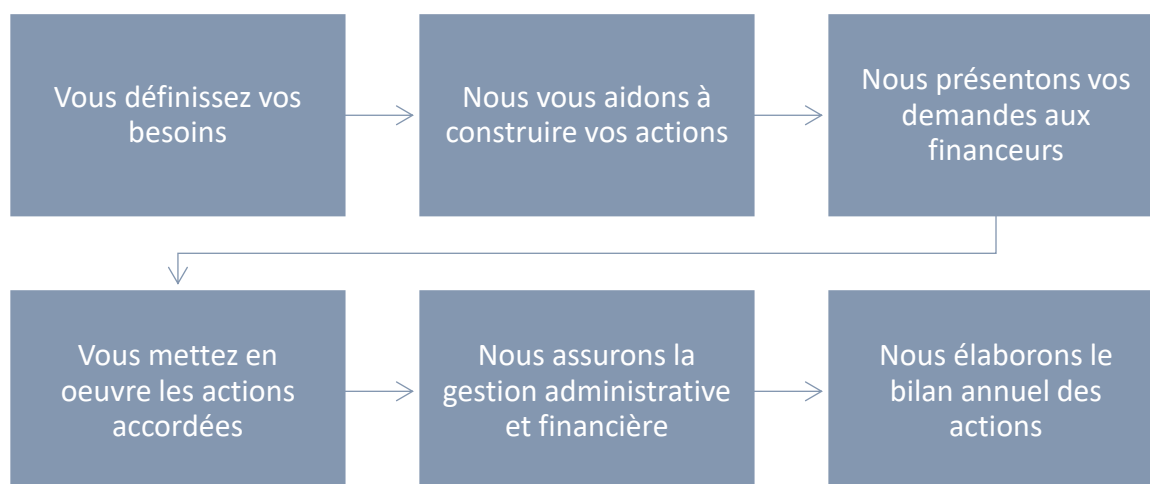 Vous définissez vos
besoins
Nous vous aidons à
construire vos actions
Nous présentons vos
demandes aux
financeurs
Vous mettez en
oeuvre les actions
accordées
Nous assurons la
gestion administrative
et financière
Nous élaborons le
bilan annuel des
actions